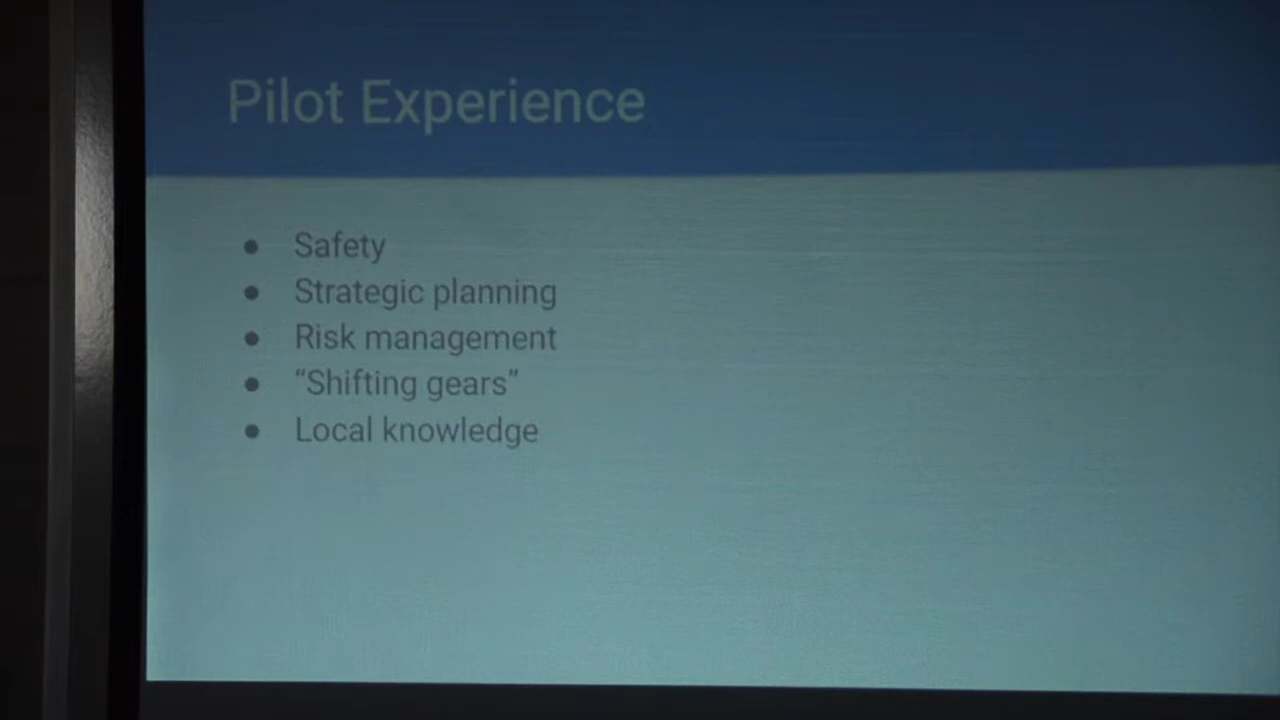 Pilot Experience
● Safety
● Strategic planning
● Risk management
● “Shifting gears”
● Local knowledge